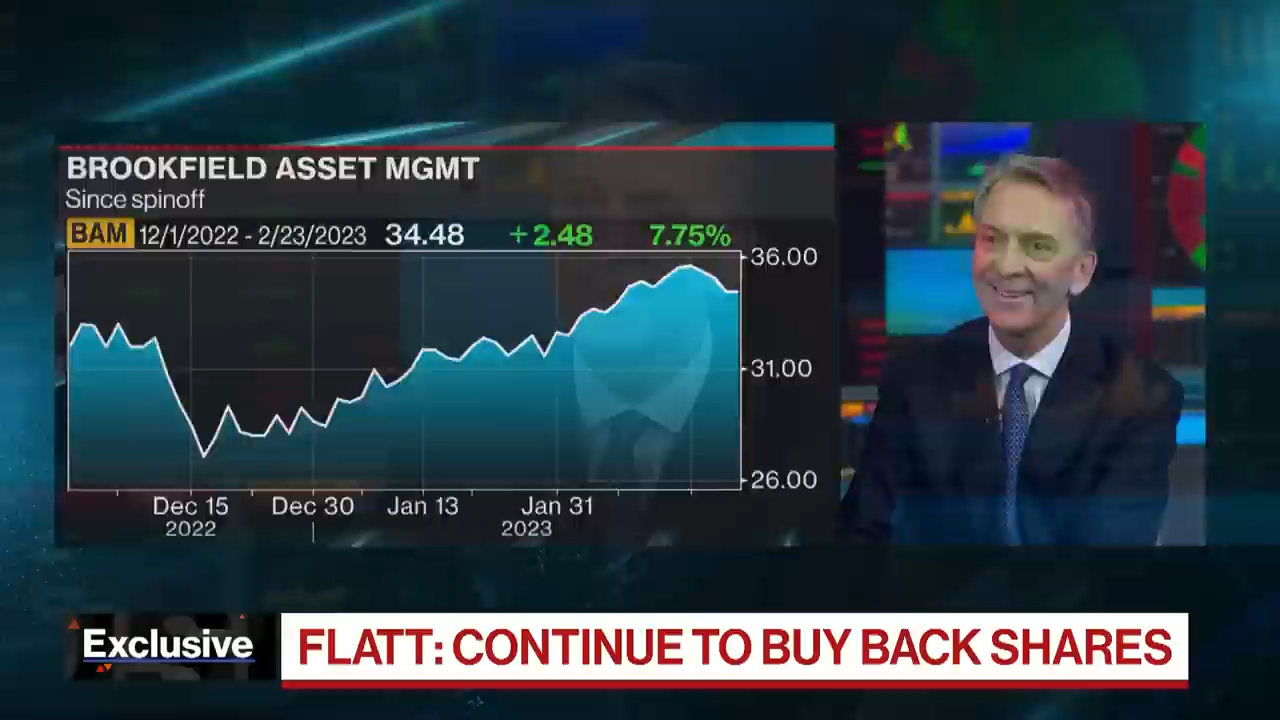 BROOKFIELD ASSET MGMT
Since spinoff
BAM 12/1/2022 - 2/23/2023 34.48 +2.48 7.75%
36.00
31.00
26.00
Dec 15 Dec 30 Jan 13 Jan 31
2022 2023
Exclusive
FLATT: CONTINUE TO BUY BACK SHARES